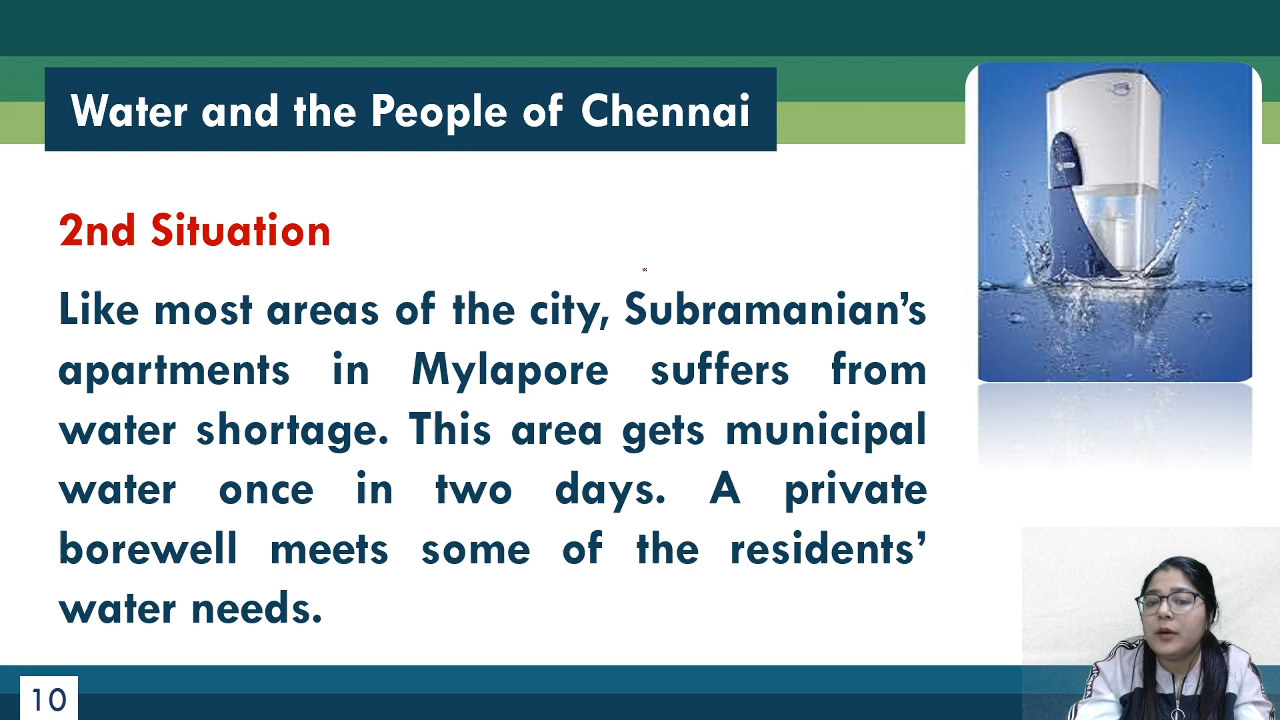 Water and the People of Chennai
2nd Situation
Like most areas of the city, Subramanian’s
apartments in Mylapore suffers from
water shortage. This area gets municipal
water once in two days. A private
borewell meets some of the residents’
water needs.
10